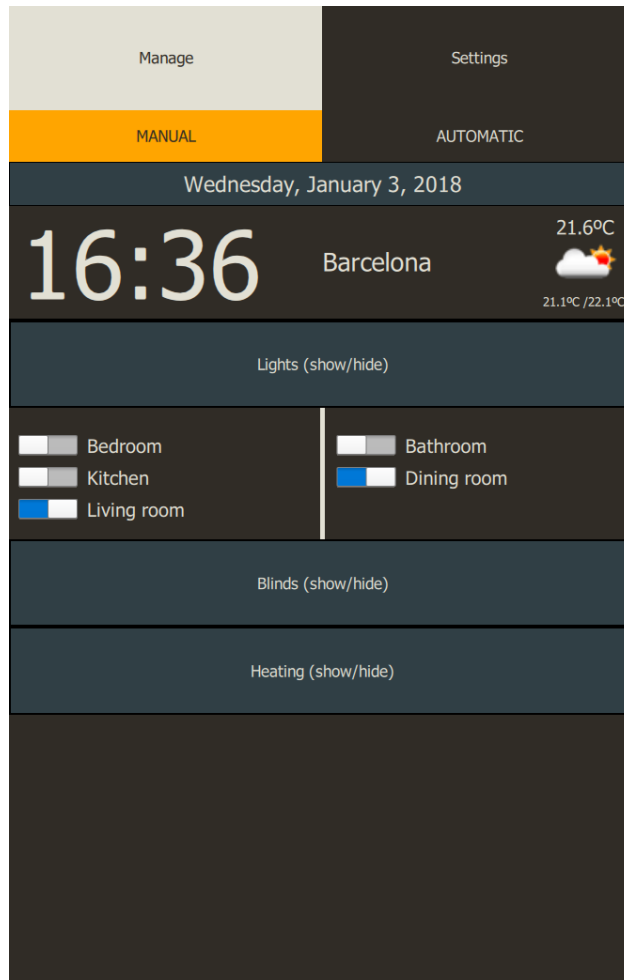 Manage Settings
MANUAL AUTOMATIC
Wednesday, January 3, 2018
16:36
Barcelona
21.6ºC
21.1ºC /22.1ºC
Lights (show/hide)
Bedroom
Kitchen
Living room
Bathroom
Dining room
Blinds (show/hide)
Heating (show/hide)